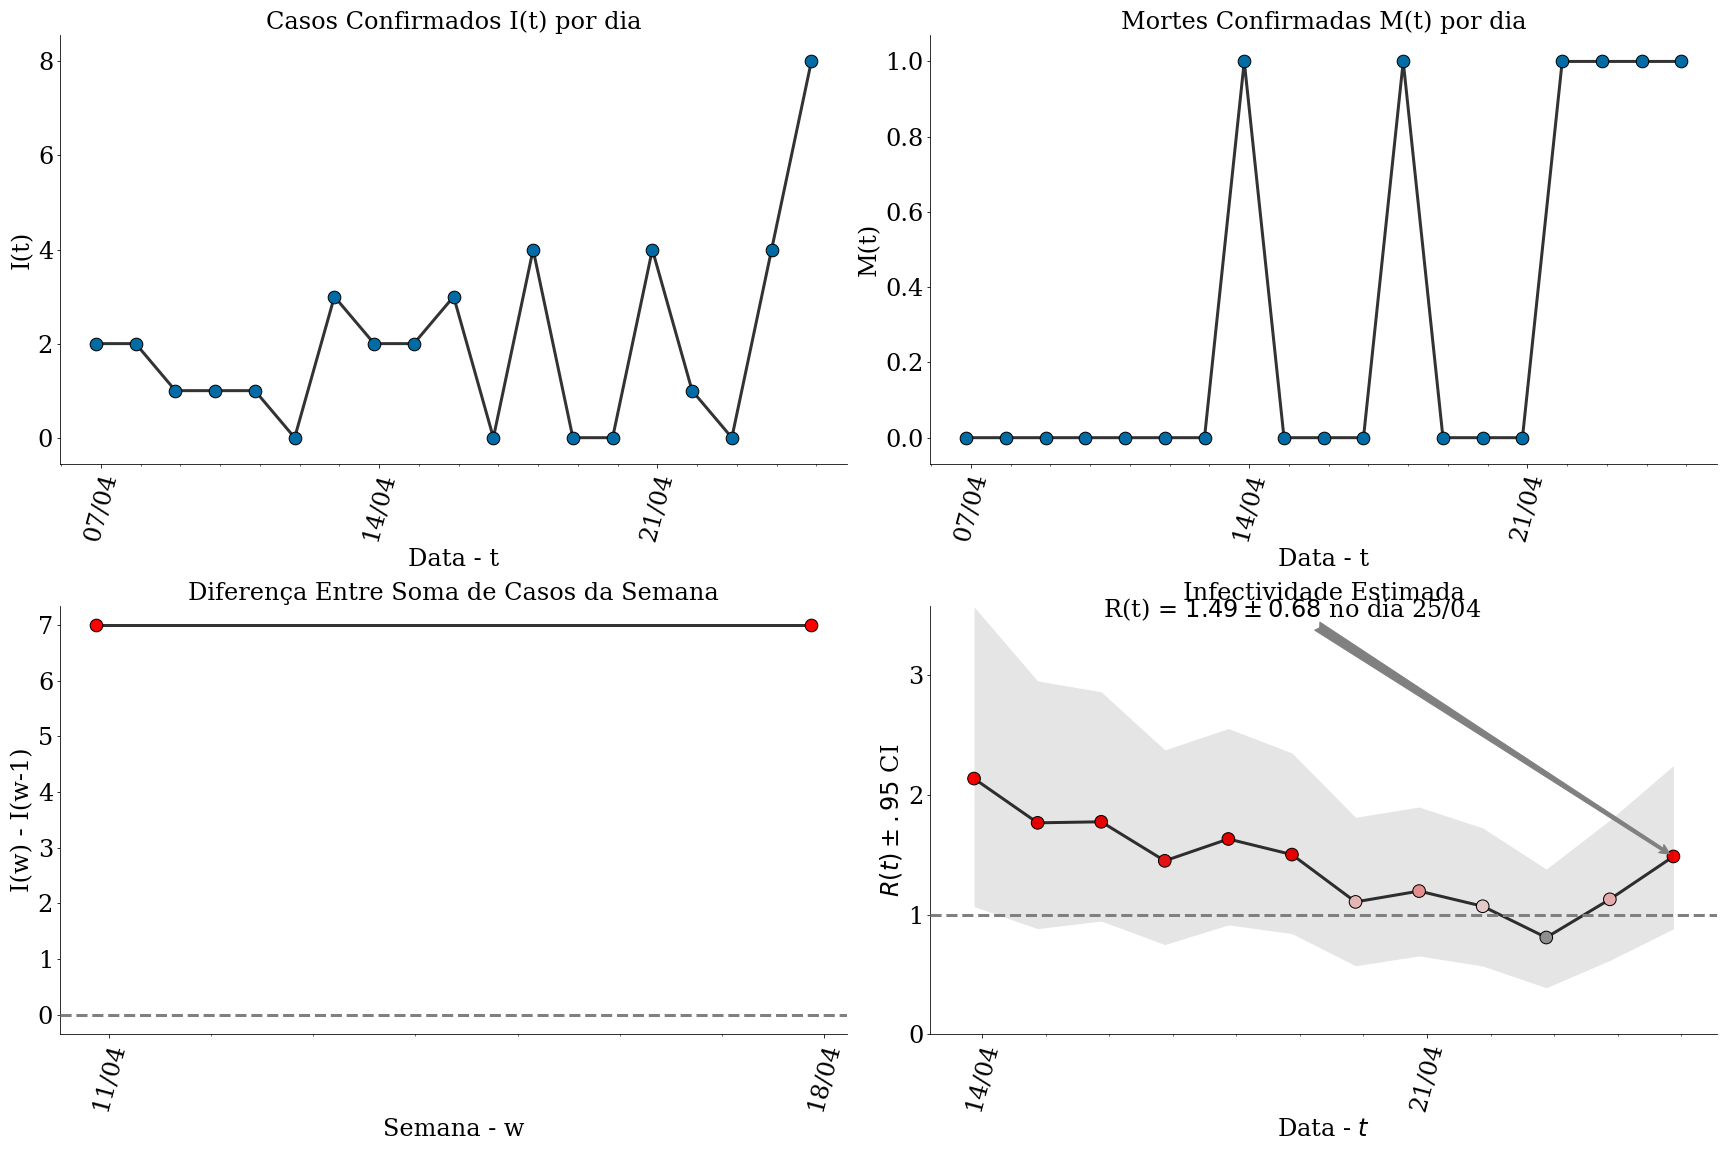 Casos Confirmados I(t) por dia
I(t)
8
6
4
2
0
07/04
14/04
21/04
Data - t
Mortes Confirmadas M(t) por dia
M(t)
1.0
0.8
0.6
0.4
0.2
0.0
07/04
14/04
21/04
Data - t
Diferença Entre Soma de Casos da Semana
I(w) - I(w-1)
7
6
5
4
3
2
1
0
11/04
18/04
Semana - w
Infectividade Estimada
R(t) = 1.49 ± 0.68 no dia 25/04
R(t) ± .95 CI
3
2
1
0
14/04
21/04
Data - t